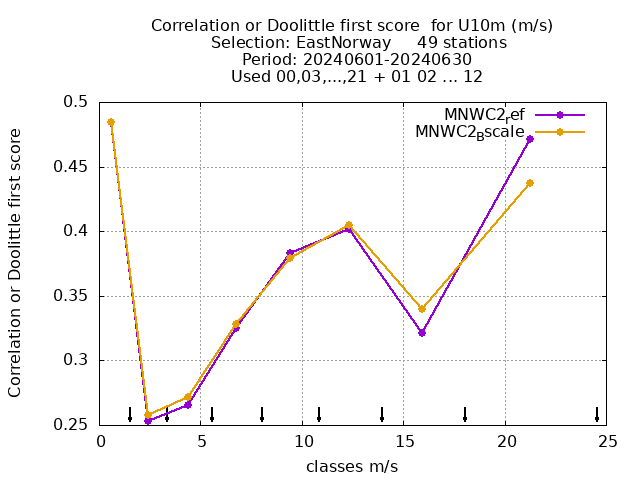 Correlation or Doolittle first score  for U10m (m/s)
Selection: EastNorway     49 stations
Period: 20240601-20240630
Used 00,03,...,21 + 01 02 ... 12
MNWC2_ref
MNWC2_Bscale
Correlation or Doolittle first score
0.5
0.45
0.4
0.35
0.3
0.25
0 5 10 15 20 25
classes m/s